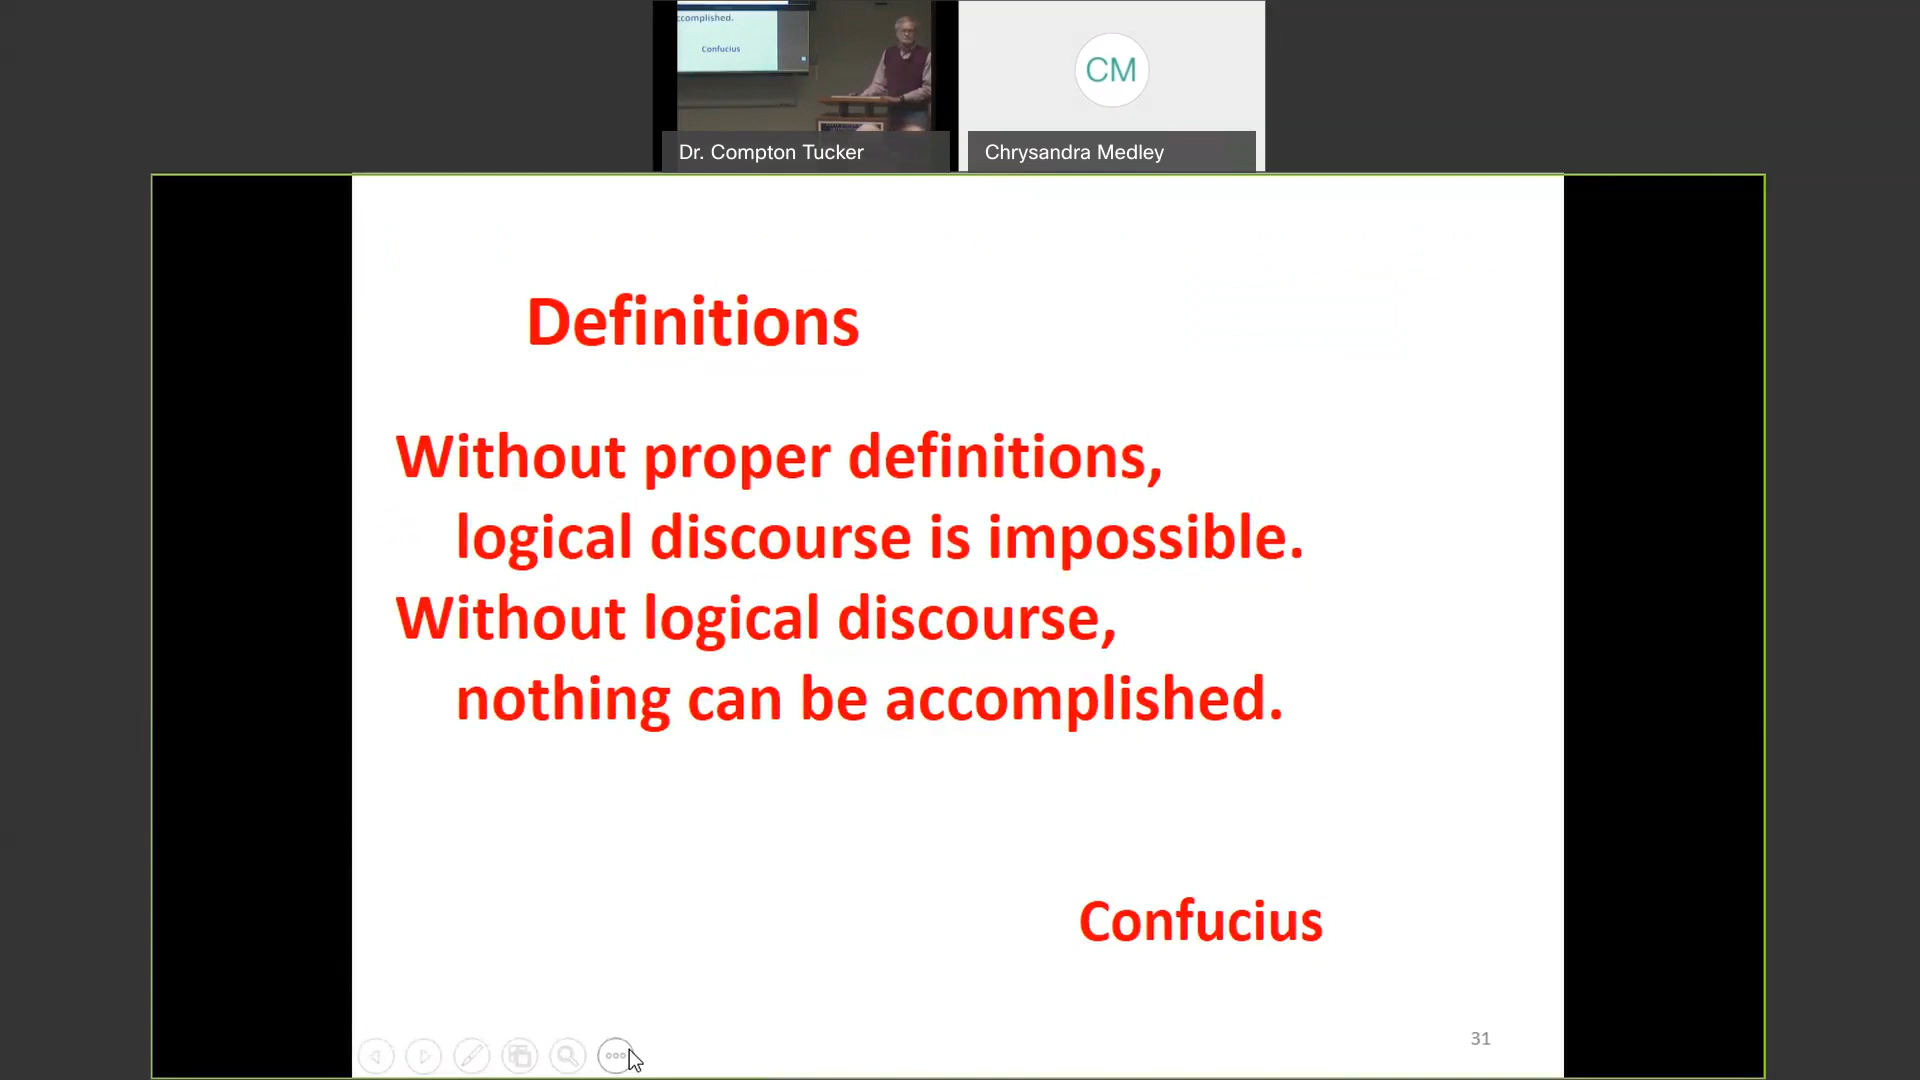 accomplished.
Confucius
CM
Dr. Compton Tucker
Chrysandra Medley
Definitions
Without proper definitions,
logical discourse is impossible.
Without logical discourse,
nothing can be accomplished.
Confucius
31